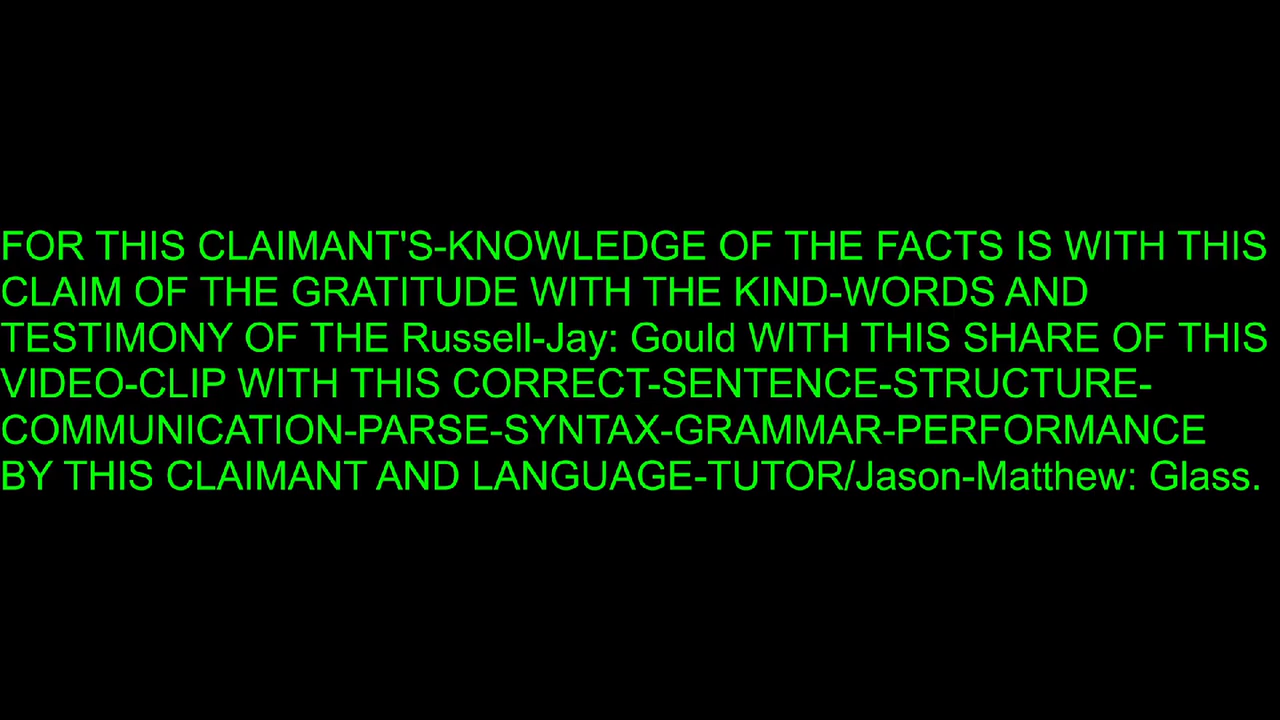 FOR THIS CLAIMANT'S-KNOWLEDGE OF THE FACTS IS WITH THIS
CLAIM OF THE GRATITUDE WITH THE KIND-WORDS AND
TESTIMONY OF THE Russell-Jay: Gould WITH THIS SHARE OF THIS
VIDEO-CLIP WITH THIS CORRECT-SENTENCE-STRUCTURE-
COMMUNICATION-PARSE-SYNTAX-GRAMMAR-PERFORMANCE
BY THIS CLAIMANT AND LANGUAGE-TUTOR/Jason-Matthew: Glass.